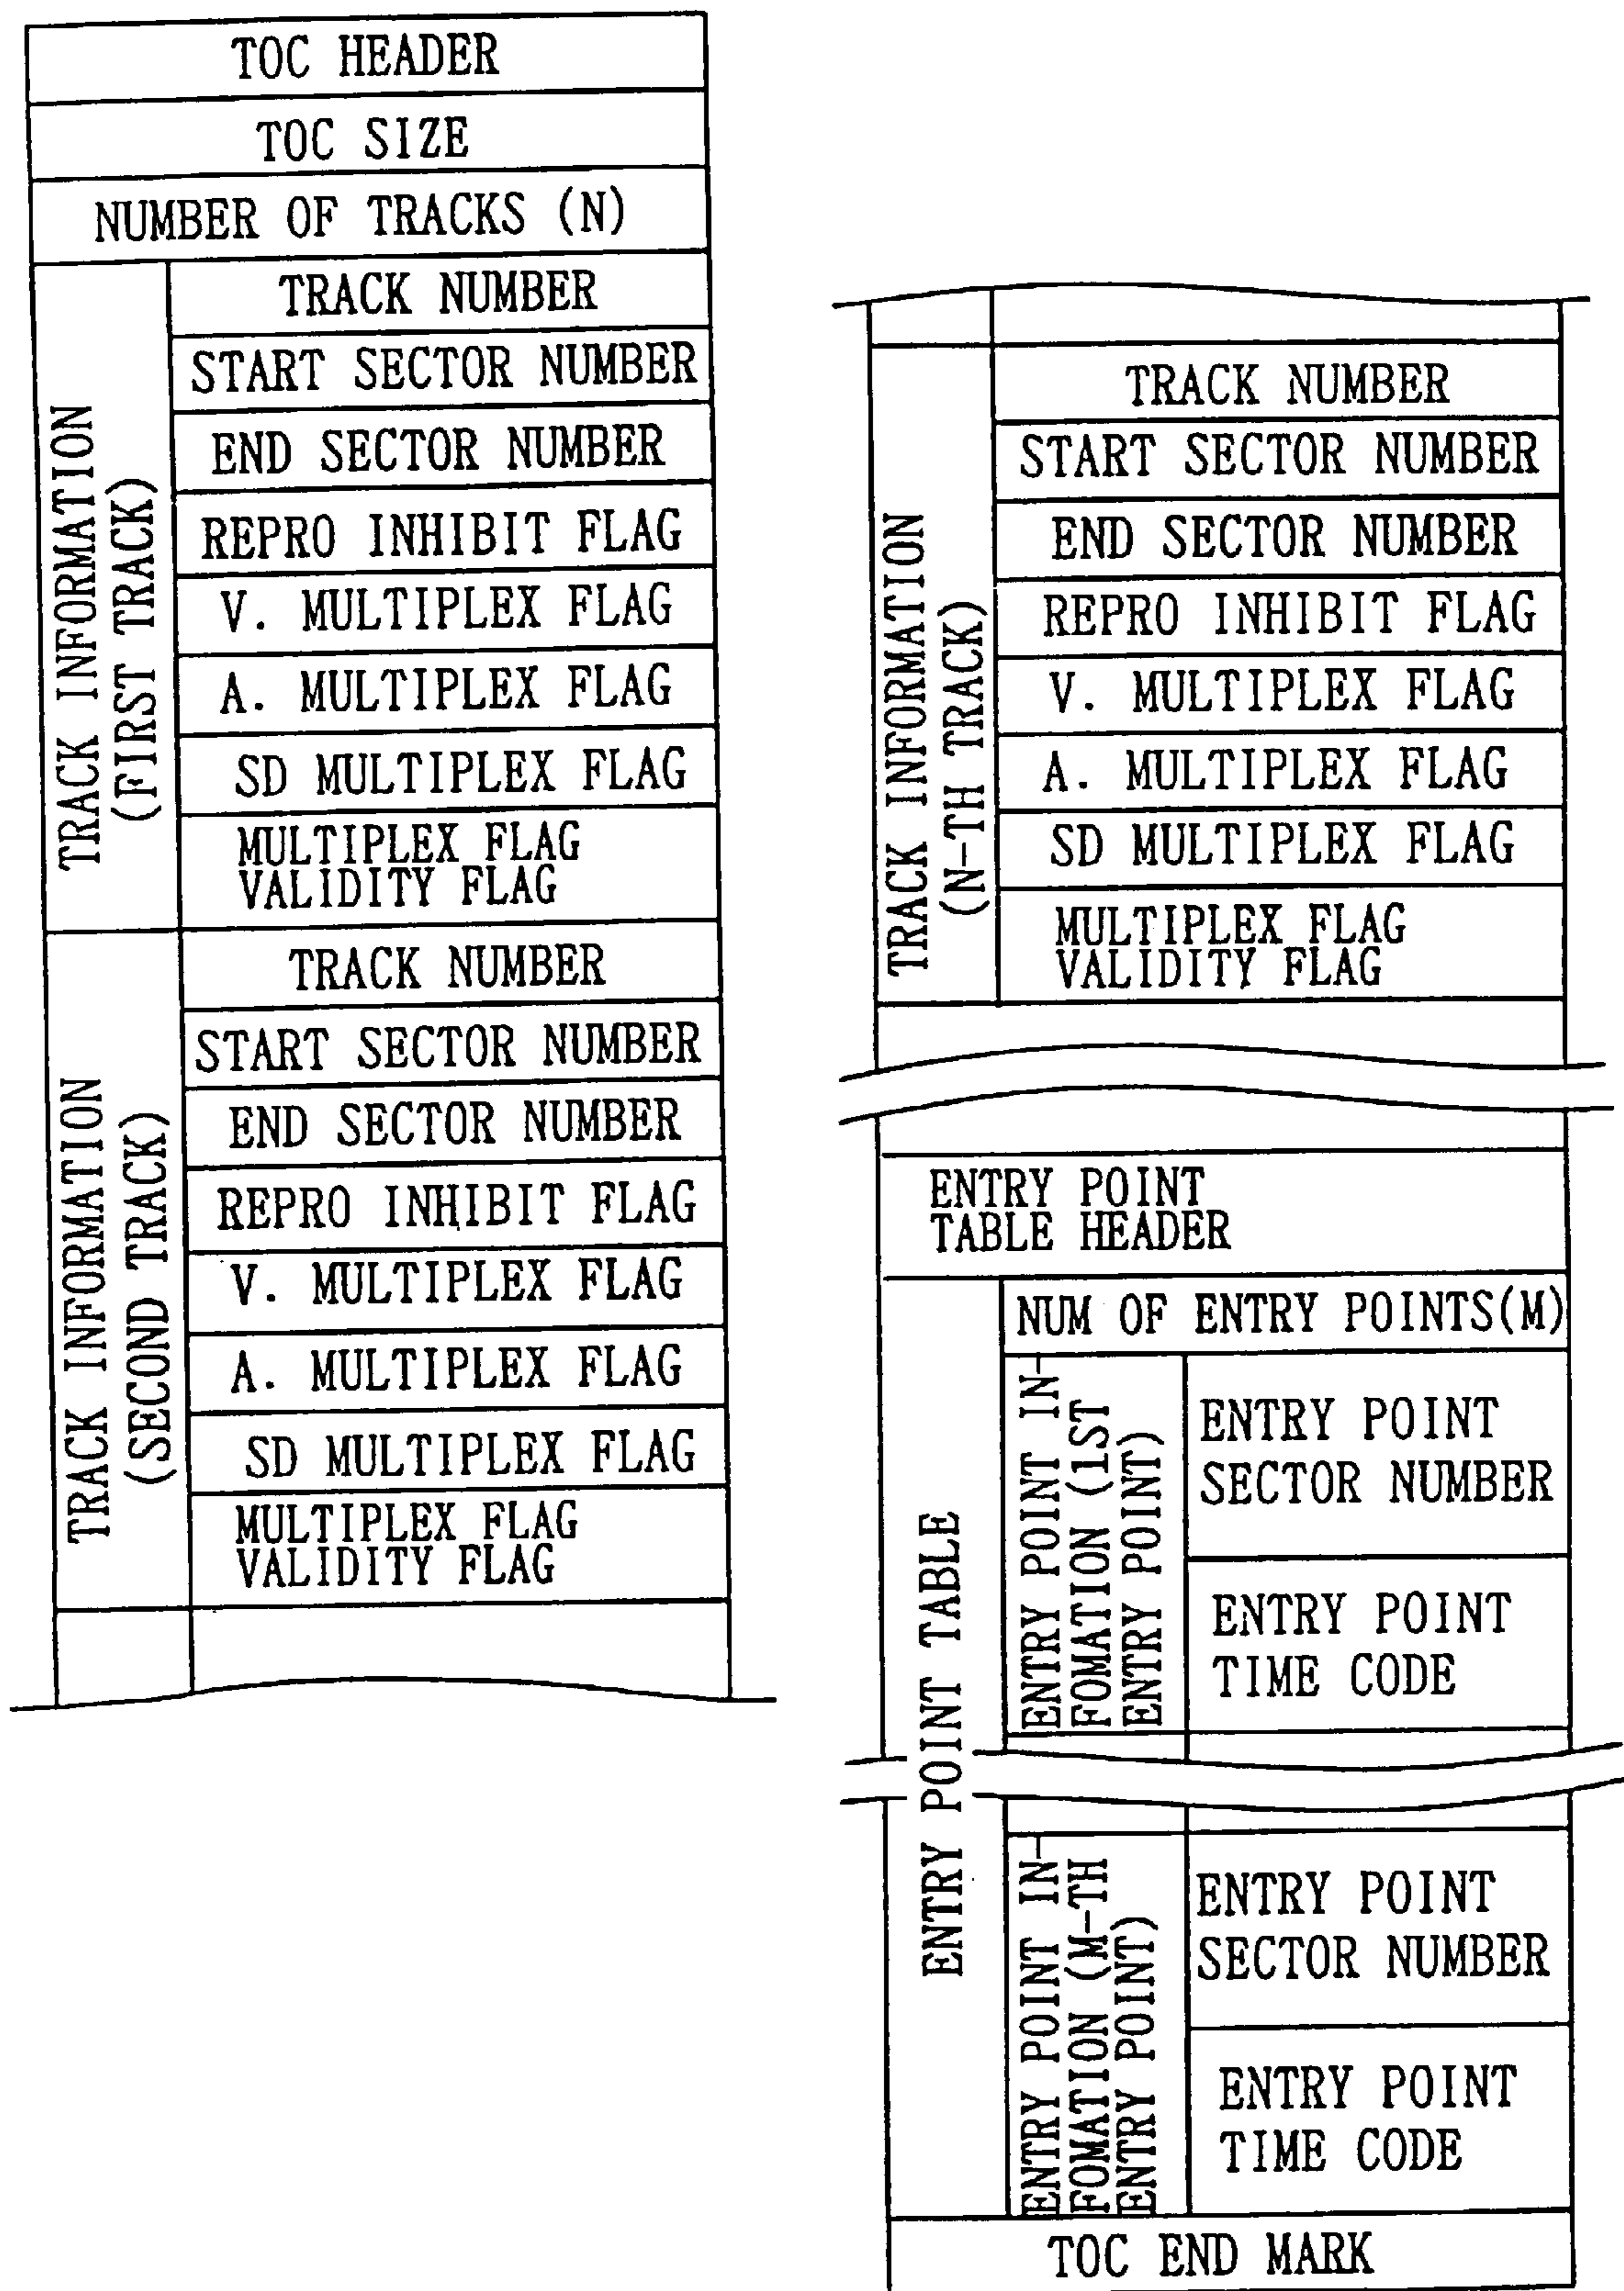 TOC HEADER
TOC SIZE
NUMBER OF TRACKS (N)
TRACK INFORMATION
(FIRST TRACK)
TRACK NUMBER
START SECTOR NUMBER
END SECTOR NUMBER
REPRO INHIBIT FLAG
V. MULTIPLEX FLAG
A. MULTIPLEX FLAG
SD MULTIPLEX FLAG
MULTIPLEX FLAG
VALIDITY FLAG
TRACK INFORMATION
(SECOND TRACK)
TRACK NUMBER
START SECTOR NUMBER
END SECTOR NUMBER
REPRO INHIBIT FLAG
V. MULTIPLEX FLAG
A. MULTIPLEX FLAG
SD MULTIPLEX FLAG
MULTIPLEX FLAG
VALIDITY FLAG
TRACK INFORMATION
(N-TH TRACK)
TRACK NUMBER
START SECTOR NUMBER
END SECTOR NUMBER
REPRO INHIBIT FLAG
V. MULTIPLEX FLAG
A. MULTIPLEX FLAG
SD MULTIPLEX FLAG
MULTIPLEX FLAG
VALIDITY FLAG
ENTRY POINT
TABLE HEADER
ENTRY POINT TABLE
NUM OF ENTRY POINTS(M)
ENTRY POINT IN-
FOMATION (1ST
ENTRY POINT)
ENTRY POINT
SECTOR NUMBER
ENTRY POINT
TIME CODE
ENTRY POINT IN-
FOMATION (M-TH
ENTRY POINT)
ENTRY POINT
SECTOR NUMBER
ENTRY POINT
TIME CODE
TOC END MARK